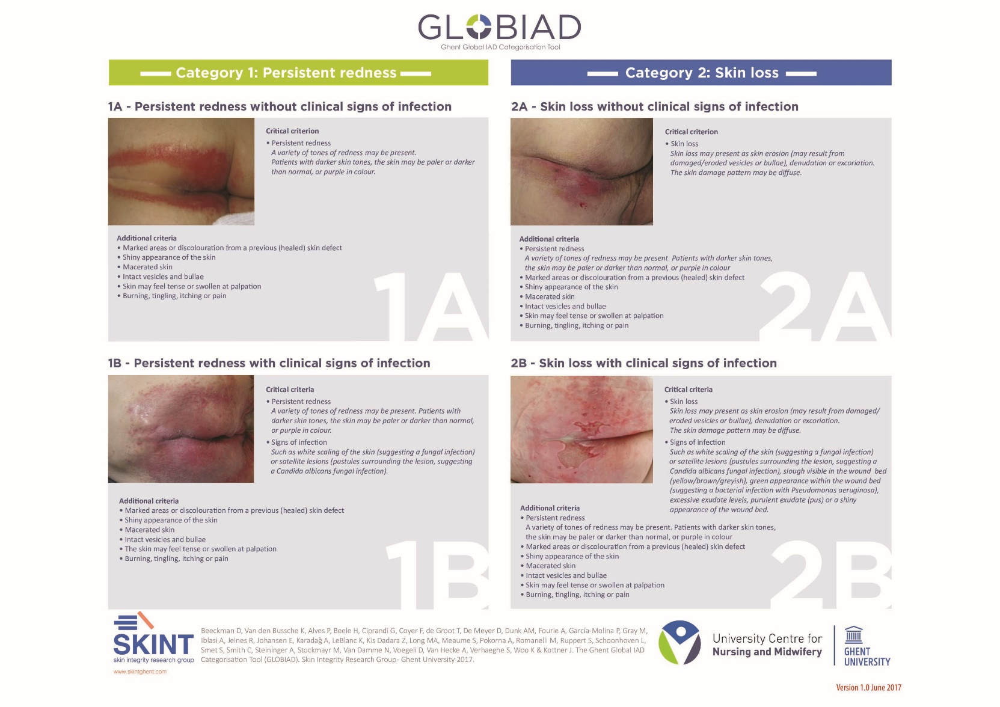 GLOBIAD
Ghent Global IAD Categorisation Tool
Category 1: Persistent redness
1A - Persistent redness without clinical signs of infection
Critical criterion
• Persistent redness
A variety of tones of redness may be present.
Patients with darker skin tones, the skin may be paler or darker
than normal, or purple in colour.
Additional criteria
• Marked areas or discolouration from a previous (healed) skin defect
• Shiny appearance of the skin
• Macerated skin
• Intact vesicles and bullae
• Skin may feel tense or swollen at palpation
• Burning, tingling, itching or pain
1A
Category 2: Skin loss
2A - Skin loss without clinical signs of infection
Critical criterion
• Skin loss
Skin loss may present as skin erosion (may result from
damaged/eroded vesicles or bullae), denudation or excoriation.
The skin damage pattern may be diffuse.
Additional criteria
• Persistent redness
A variety of tones of redness may be present. Patients with darker skin tones,
the skin may be paler or darker than normal, or purple in colour
• Marked areas or discolouration from a previous (healed) skin defect
• Shiny appearance of the skin
• Macerated skin
• Intact vesicles and bullae
• Skin may feel tense or swollen at palpation
• Burning, tingling, itching or pain
2A
1B - Persistent redness with clinical signs of infection
Critical criteria
• Persistent redness
A variety of tones of redness may be present. Patients with
darker skin tones, the skin may be paler or darker than normal,
or purple in colour.
• Signs of infection
Such as white scaling of the skin (suggesting a fungal infection)
or satellite lesions (pustules surrounding the lesion, suggesting
a Candida albicans fungal infection).
Additional criteria
• Marked areas or discolouration from a previous (healed) skin defect
• Shiny appearance of the skin
• Macerated skin
• Intact vesicles and bullae
• The skin may feel tense or swollen at palpation
• Burning, tingling, itching or pain
1B
2B - Skin loss with clinical signs of infection
Critical criteria
• Skin loss
Skin loss may present as skin erosion (may result from damaged/
eroded vesicles or bullae), denudation or excoriation.
The skin damage pattern may be diffuse.
• Signs of infection
Such as white scaling of the skin (suggesting a fungal infection)
or satellite lesions (pustules surrounding the lesion, suggesting a
Candida albicans fungal infection), slough visible in the wound bed
(yellow/brown/greyish), green appearance within the wound bed
(suggesting a bacterial infection with Pseudomonas aeruginosa),
excessive exudate levels, purulent exudate (pus) or a shiny
appearance of the wound bed.
Additional criteria
• Persistent redness
A variety of tones of redness may be present. Patients with darker skin tones,
the skin may be paler or darker than normal, or purple in colour
• Marked areas or discolouration from a previous (healed) skin defect
• Shiny appearance of the skin
• Macerated skin
• Intact vesicles and bullae
• Skin may feel tense or swollen at palpation
• Burning, tingling, itching or pain
2B
SKINT
skin integrity research group
www.skintghent.com
Beeckman D, Van den Bussche K, Alves P, Beele H, Ciprandi G, Coyer F, de Groot T, De Meyer D, Dunk AM, Fourie A, García-Molina P, Gray M,
Iblasi A, Jelnes R, Johansen E, Karadağ A, LeBlanc K, Kis Dadara Z, Long MA, Meaume S, Pokorna A, Romanelli M, Ruppert S, Schoonhoven L,
Smet S, Smith C, Steininger A, Stockmayr M, Van Damme N, Voegeli D, Van Hecke A, Verhaeghe S, Woo K & Kottner J. The Ghent Global IAD
Categorisation Tool (GLOBIAD). Skin Integrity Research Group- Ghent University 2017.
University Centre for
Nursing and Midwifery
GHENT
UNIVERSITY
Version 1.0 June 2017